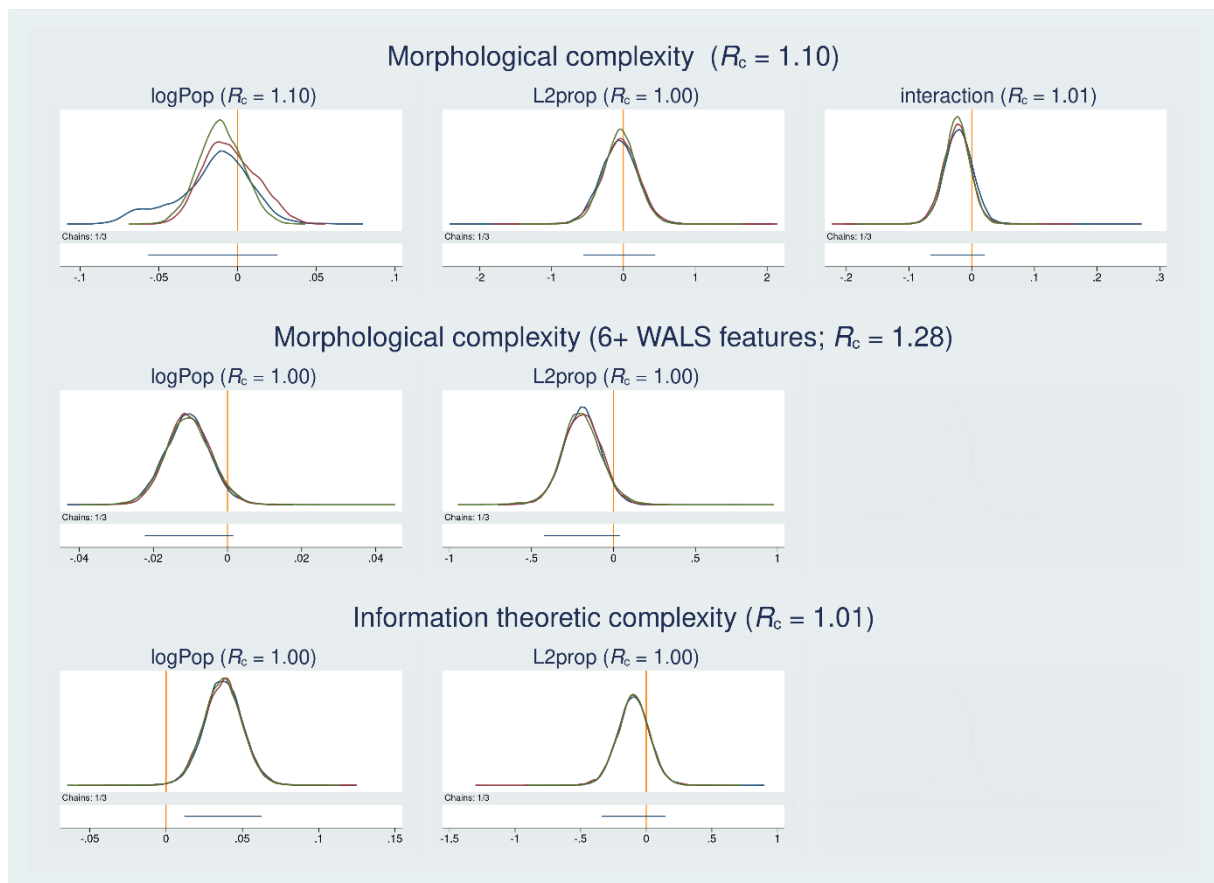 Morphological complexity (Rc = 1.10)
logPop (Rc = 1.10) L2prop (Rc = 1.00) interaction (Rc = 1.01)
Chains: 1/3 Chains: 1/3 Chains: 1/3
-.1 -.05 0 .05 .1 -2 -1 0 1 2 -.2 -.1 0 .1 .2 .3
Morphological complexity (6+ WALS features; Rc = 1.28)
logPop (Rc = 1.00) L2prop (Rc = 1.00)
Chains: 1/3 Chains: 1/3
-.04 -.02 0 .02 .04 -1 -.5 0 .5 1
Information theoretic complexity (Rc = 1.01)
logPop (Rc = 1.00) L2prop (Rc = 1.00)
Chains: 1/3 Chains: 1/3
-.05 0 .05 .1 .15 -1.5 -1 -.5 0 .5 1